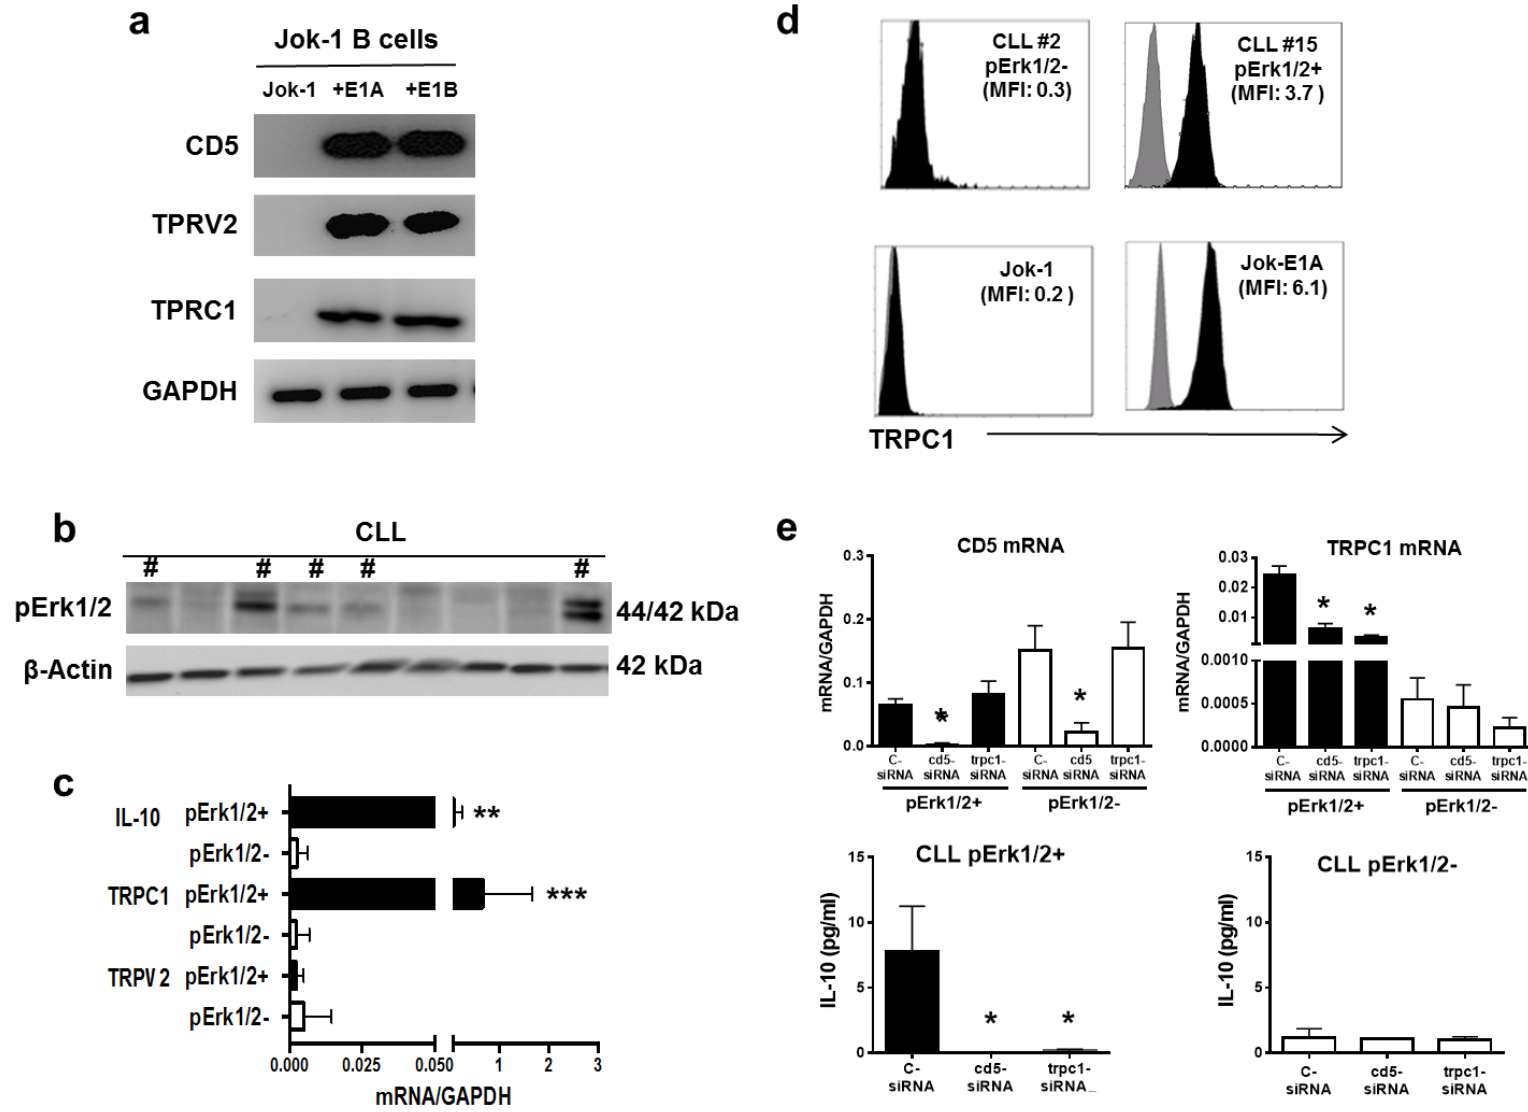 a
Jok-1 B cells
Jok-1 +E1A +E1B
CD5
TPRV2
TPRC1
GAPDH
b
CLL
# # # # #
pErk1/2 44/42 kDa
β-Actin 42 kDa
c
IL-10 pErk1/2+ **
pErk1/2-
TRPC1 pErk1/2+ ***
pErk1/2-
TRPV2 pErk1/2+
pErk1/2-
0.000 0.025 0.050 1 2 3
mRNA/GAPDH
d
CLL #2
pErk1/2-
(MFI: 0.3)
CLL #15
pErk1/2+
(MFI: 3.7 )
Jok-1
(MFI: 0.2 )
Jok-E1A
(MFI: 6.1)
TRPC1
e
CD5 mRNA
mRNA/GAPDH
0.3
0.2
0.1
0.0
* *
C- cd5- trpc1- C- cd5 trpc1-
siRNA siRNA siRNA siRNA siRNA siRNA
pErk1/2+ pErk1/2-
TRPC1 mRNA
mRNA/GAPDH
0.03
0.02
0.01
0.0010
0.0005
0.0000
* *
C- cd5- trpc1- C- cd5- trpc1-
siRNA siRNA siRNA siRNA siRNA siRNA
pErk1/2+ pErk1/2-
CLL pErk1/2+
IL-10 (pg/ml)
15
10
5
0
* *
C- cd5- trpc1-
siRNA siRNA siRNA_
CLL pErk1/2-
IL-10 (pg/ml)
15
10
5
0
C- cd5- trpc1-
siRNA siRNA siRNA